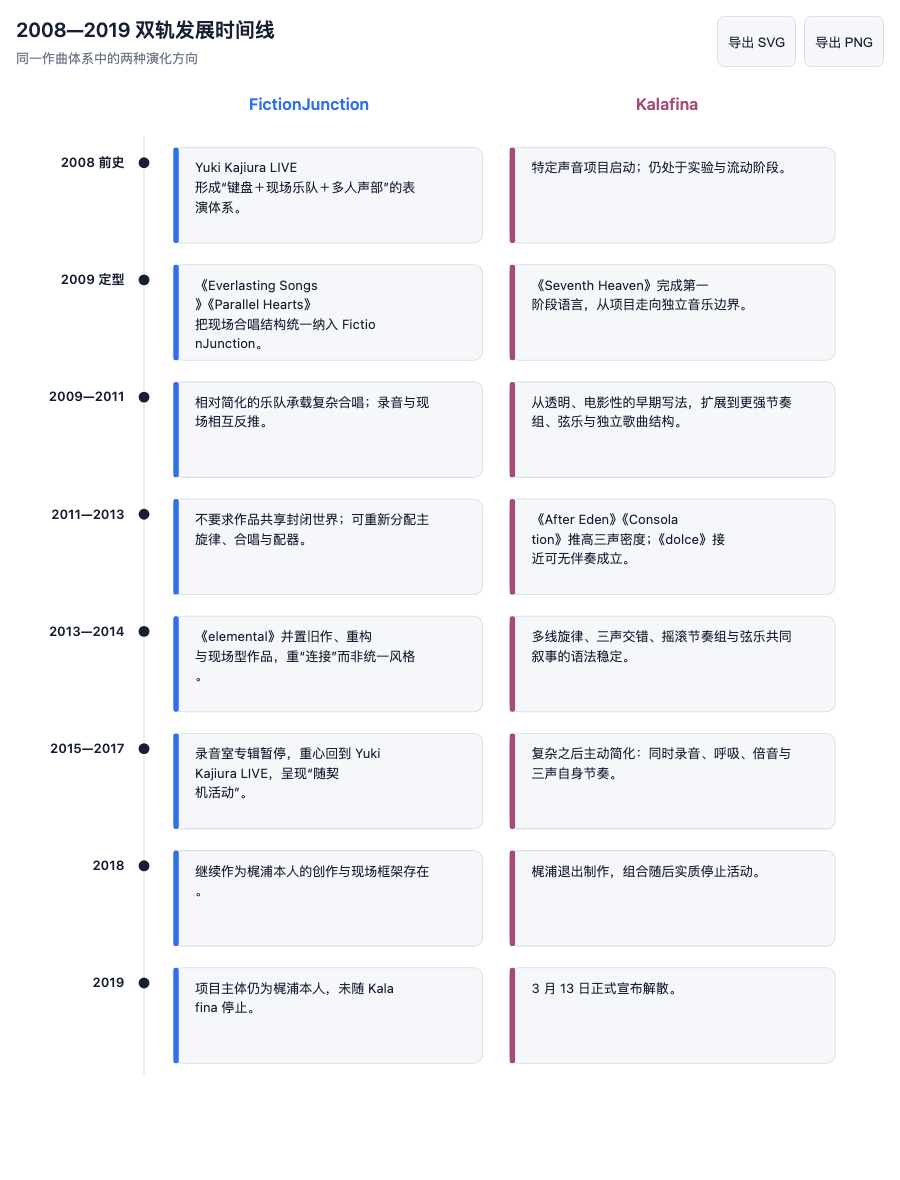 2008—2019 双轨发展时间线
同一作曲体系中的两种演化方向
导出 SVG
导出 PNG
FictionJunction
Kalafina
2008 前史
Yuki Kajiura LIVE
形成“键盘＋现场乐队＋多人声部”的表
演体系。
特定声音项目启动；仍处于实验与流动阶段。
2009 定型
《Everlasting Songs
》《Parallel Hearts》
把现场合唱结构统一纳入 Fictio
nJunction。
《Seventh Heaven》完成第一
阶段语言，从项目走向独立音乐边界。
2009—2011
相对简化的乐队承载复杂合唱；录音与现
场相互反推。
从透明、电影性的早期写法，扩展到更强节奏
组、弦乐与独立歌曲结构。
2011—2013
不要求作品共享封闭世界；可重新分配主
旋律、合唱与配器。
《After Eden》《Consola
tion》推高三声密度；《dolce》接
近可无伴奏成立。
2013—2014
《elemental》并置旧作、重构
与现场型作品，重“连接”而非统一风格
。
多线旋律、三声交错、摇滚节奏组与弦乐共同
叙事的语法稳定。
2015—2017
录音室专辑暂停，重心回到 Yuki
Kajiura LIVE，呈现“随契
机活动”。
复杂之后主动简化：同时录音、呼吸、倍音与
三声自身节奏。
2018
继续作为梶浦本人的创作与现场框架存在
。
梶浦退出制作，组合随后实质停止活动。
2019
项目主体仍为梶浦本人，未随 Kala
fina 停止。
3 月 13 日正式宣布解散。